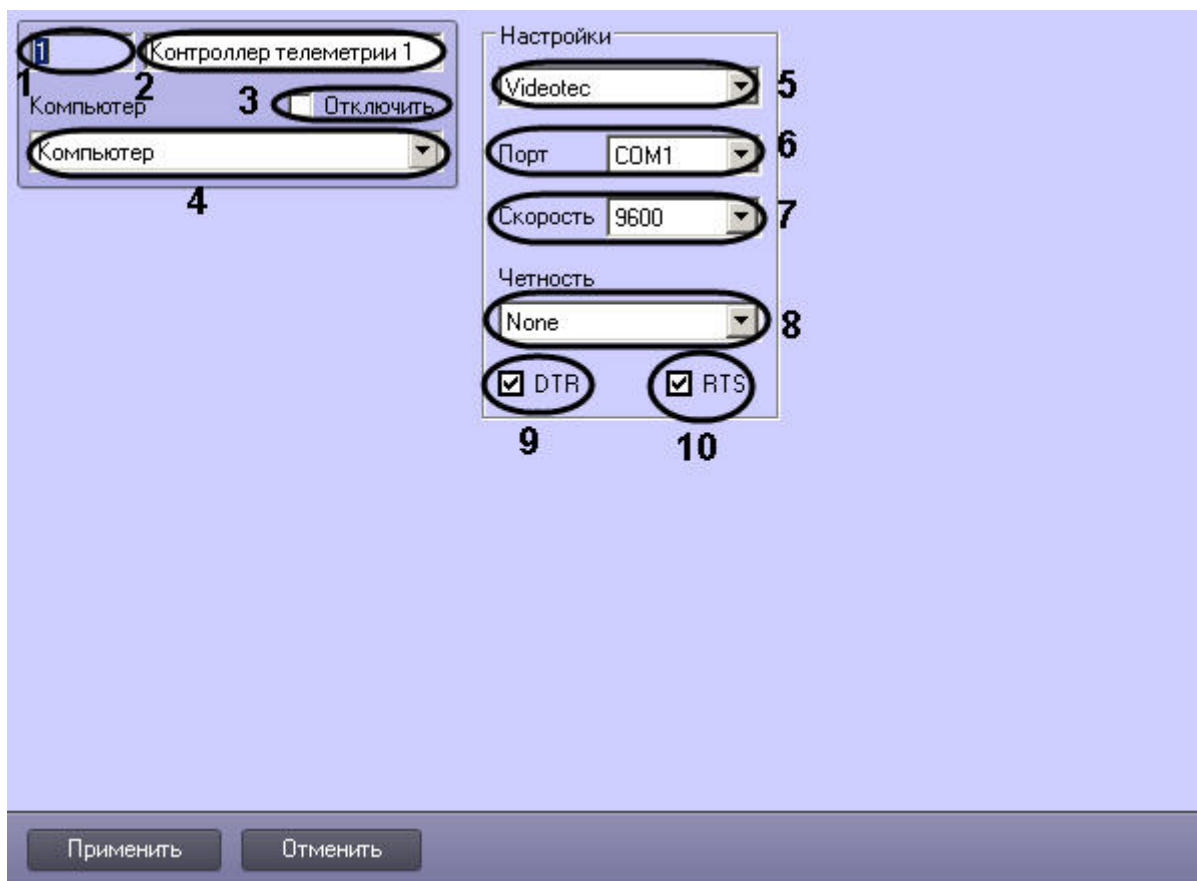 1
Контроллер телеметрии 1
1
2
Компьютер
3
Отключить
Компьютер
4
Настройки
Videotec
5
Порт
COM1
6
Скорость
9600
7
Четность
None
8
DTR
RTS
9
10
Применить
Отменить